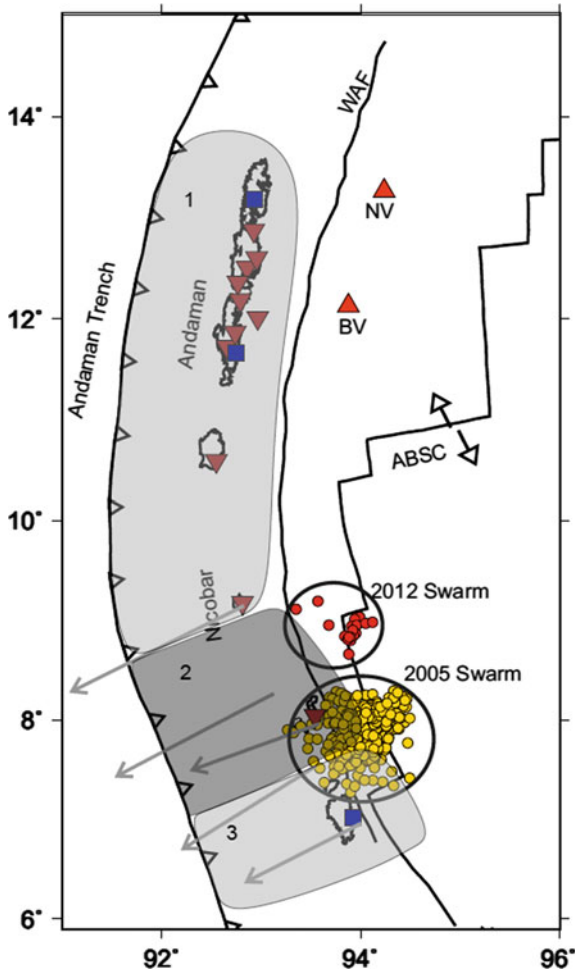 14°
12°
10°
8°
6°
92°
94°
96°
WAF
1
NV
Andaman
BV
Andaman Trench
ABSC
2012 Swarm
Nicobar
2
2005 Swarm
3